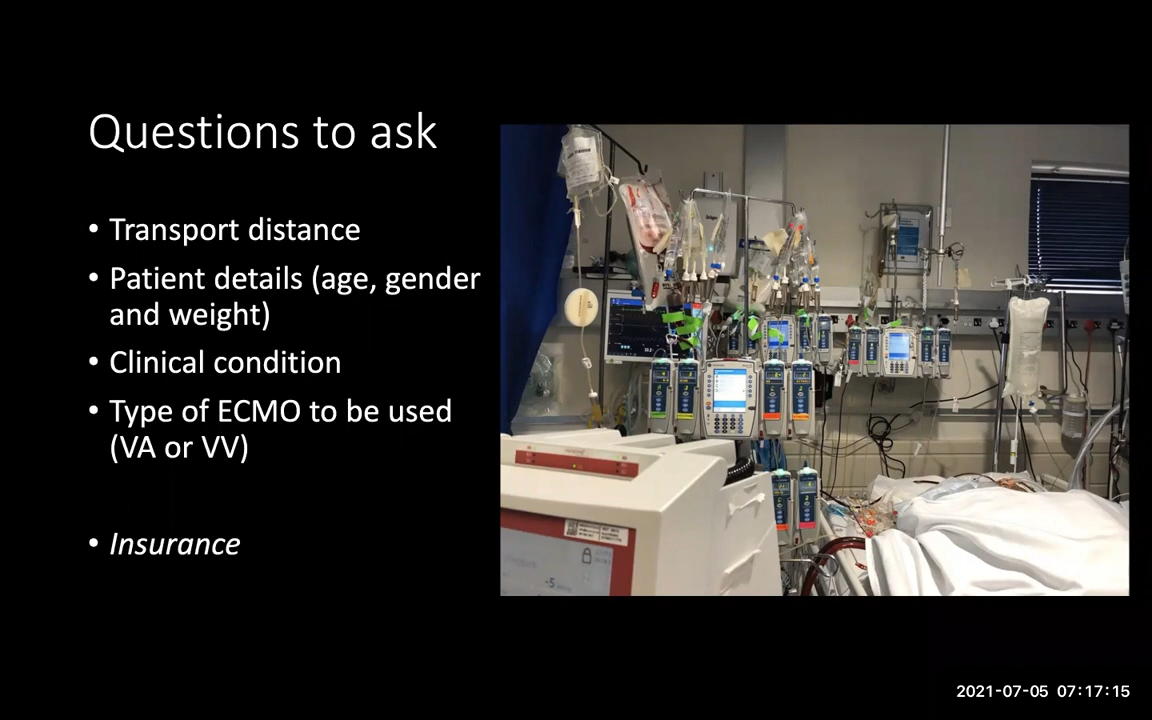 Questions to ask
• Transport distance
• Patient details (age, gender
and weight)
• Clinical condition
• Type of ECMO to be used
(VA or VV)
• Insurance
-5
2021-07-05 07:17:15